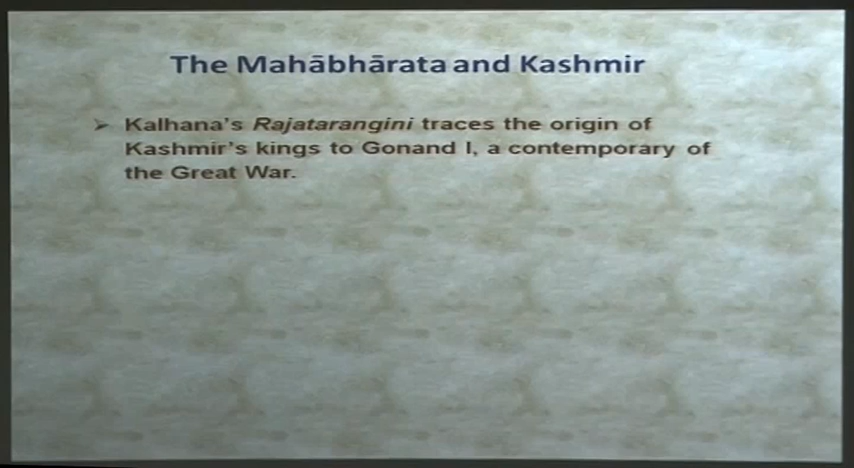 The Mahābhārata and Kashmir
➢ Kalhana's Rajatarangini traces the origin of
Kashmir's kings to Gonand I, a contemporary of
the Great War.